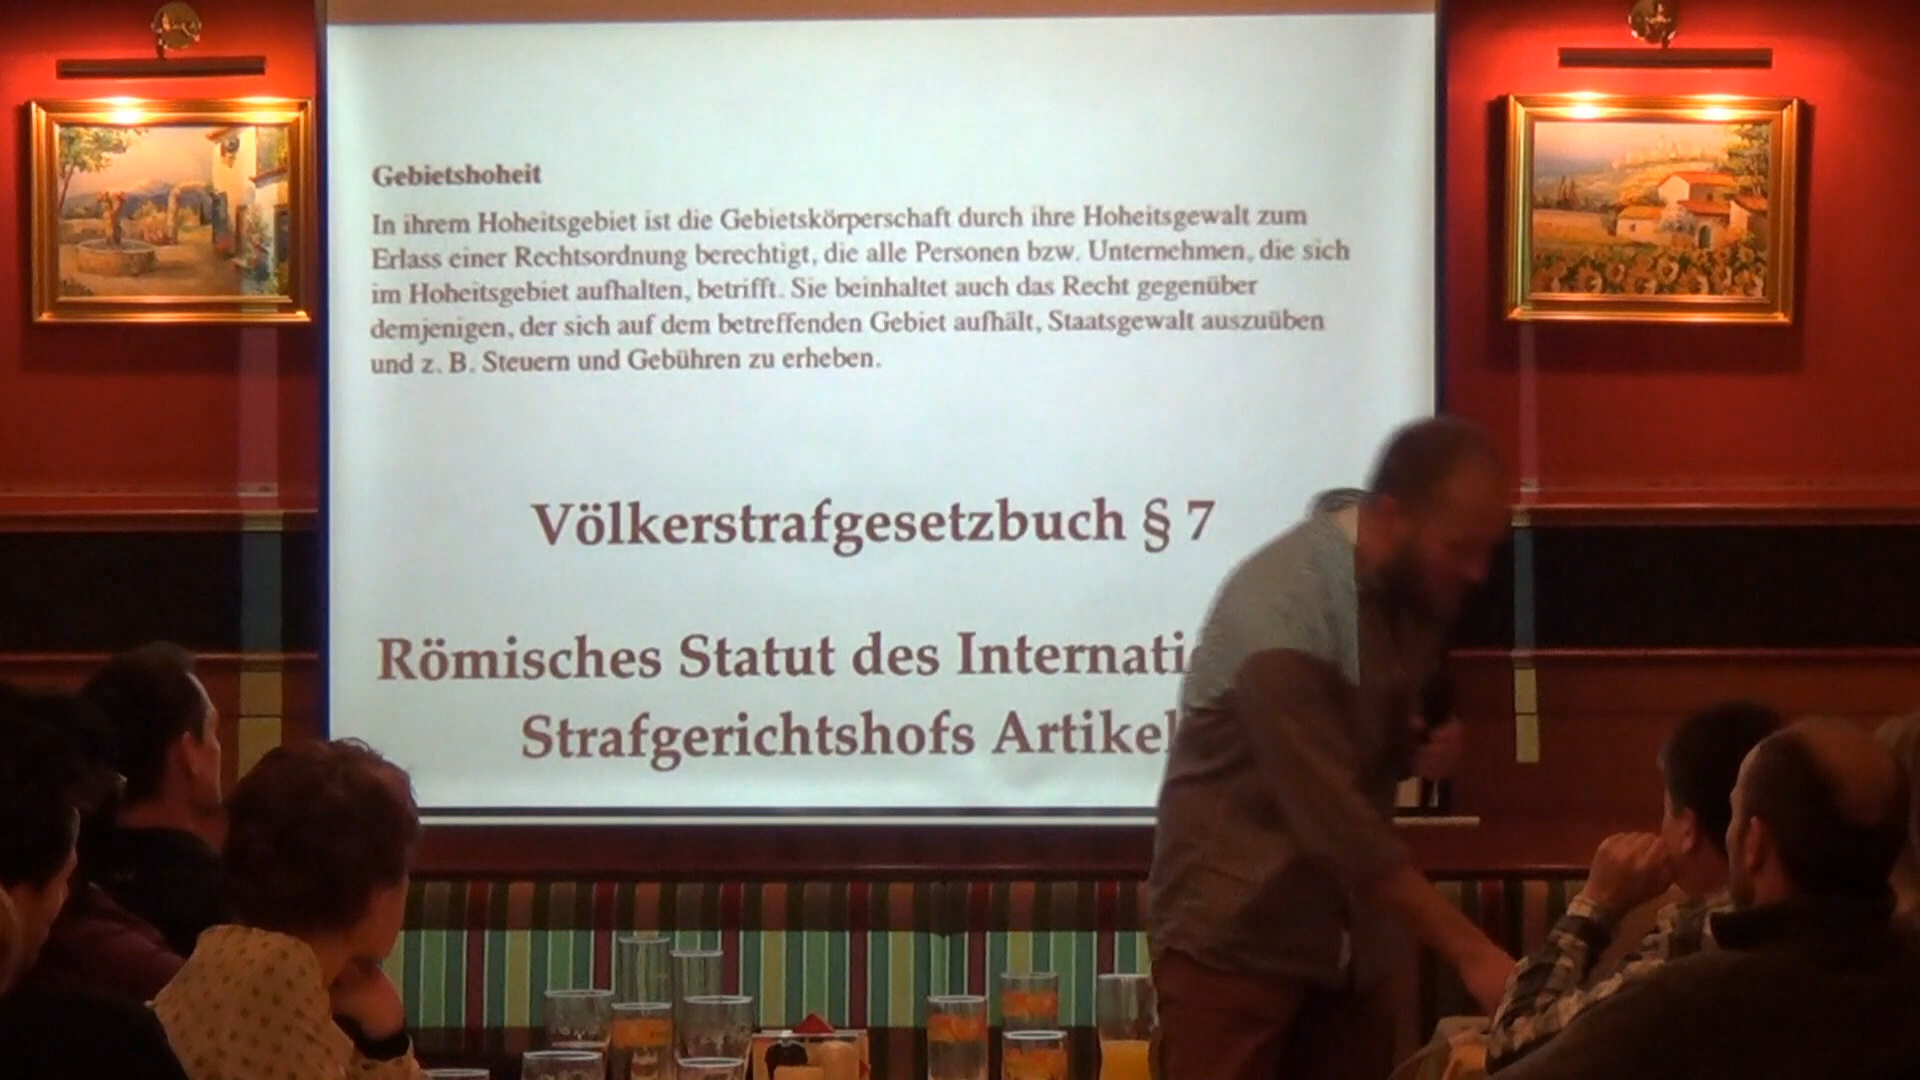 Gebietshoheit
In ihrem Hoheitsgebiet ist die Gebietskörperschaft durch ihre Hoheitsgewalt zum
Erlass einer Rechtsordnung berechtigt, die alle Personen bzw. Unternehmen, die sich
im Hoheitsgebiet aufhalten, betrifft. Sie beinhaltet auch das Recht gegenüber
demjenigen, der sich auf dem betreffenden Gebiet aufhält, Staatsgewalt auszuüben
und z. B. Steuern und Gebühren zu erheben.
Völkerstrafgesetzbuch § 7
Römisches Statut des
Strafgerichtshofs Artikel